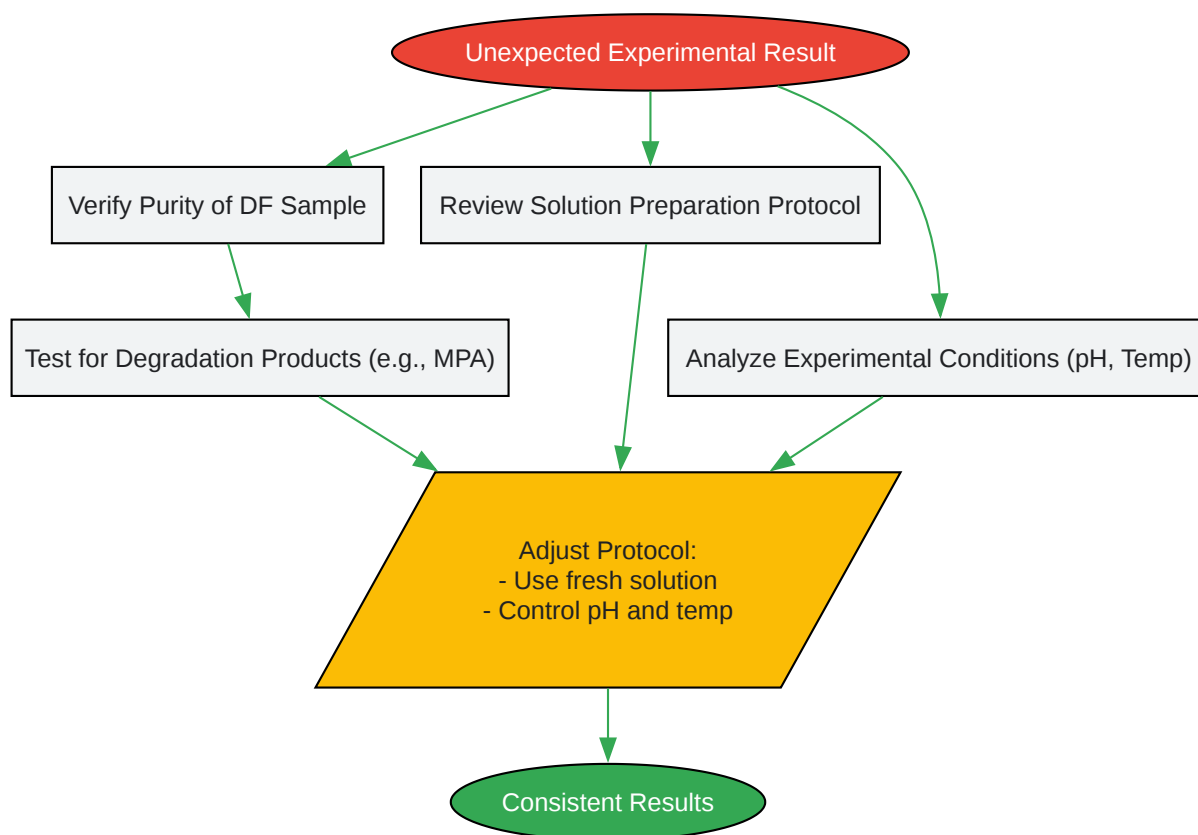 Unexpected Experimental Result
Verify Purity of DF Sample
Review Solution Preparation Protocol
Test for Degradation Products (e.g., MPA)
Analyze Experimental Conditions (pH, Temp)
Adjust Protocol:
- Use fresh solution
- Control pH and temp
Consistent Results